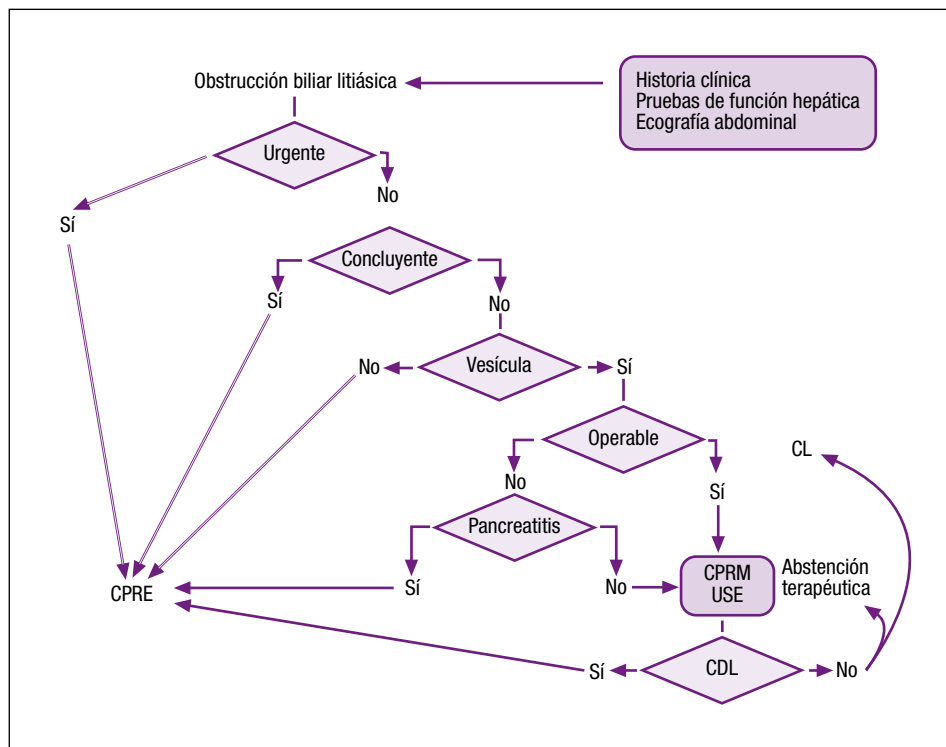 Obstrucción biliar litiásica
Historia clínica
Pruebas de función hepática
Ecografía abdominal
Urgente
No
Sí
Concluyente
Sí
No
No
Vesícula
Sí
Operable
CL
No
Sí
Pancreatitis
CPRE
Sí
No
CPRM
USE
Abstención
terapéutica
Sí
CDL
No